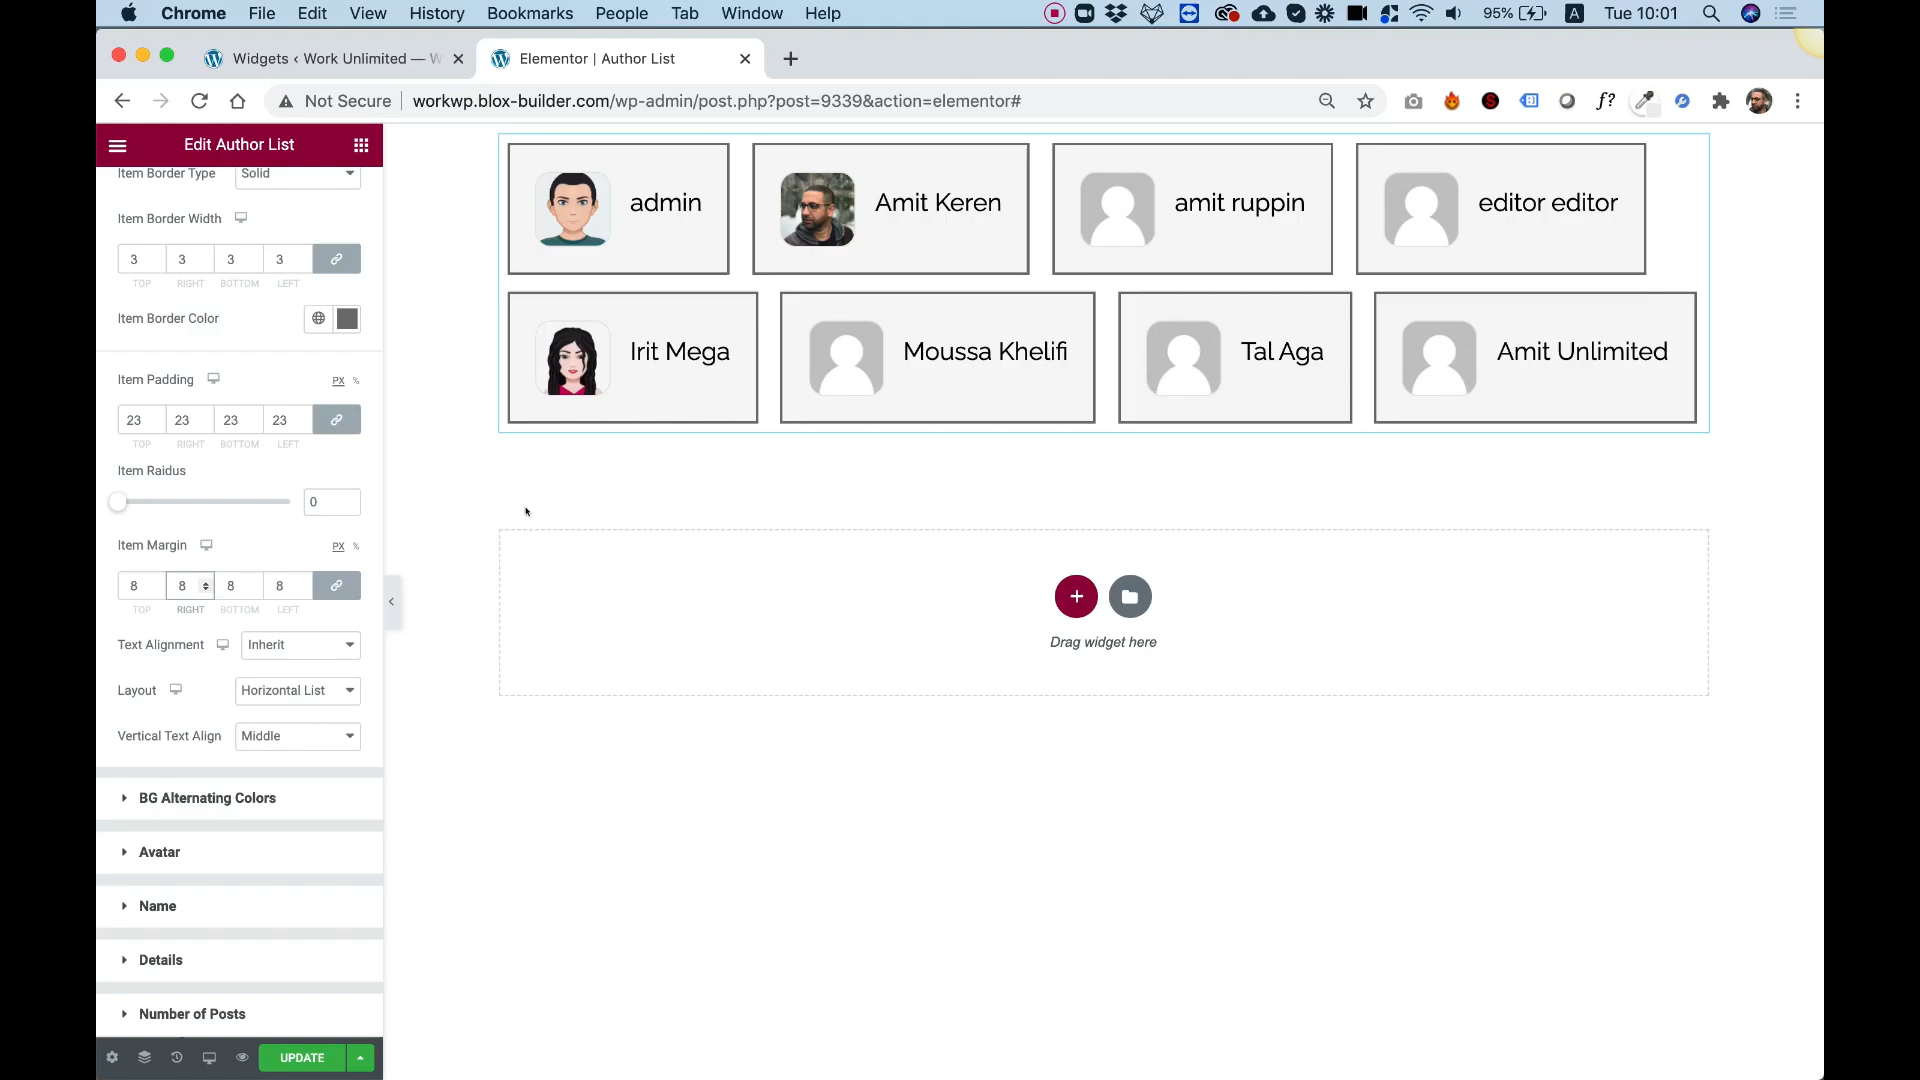 Chrome File Edit View History Bookmarks People Tab Window Help 95% A Tue 10:01
Widgets ‹ Work Unlimited — W Elementor | Author List
Not Secure workwp.blox-builder.com/wp-admin/post.php?post=9339&action=elementor# f?
Edit Author List
Item Border Type Solid
Item Border Width
3 3 3 3
TOP RIGHT BOTTOM LEFT
Item Border Color
Item Padding PX %
23 23 23 23
TOP RIGHT BOTTOM LEFT
Item Raidus
0
Item Margin PX %
8 8 8 8
TOP RIGHT BOTTOM LEFT
Text Alignment Inherit
Layout Horizontal List
Vertical Text Align Middle
BG Alternating Colors
Avatar
Name
Details
Number of Posts
UPDATE
admin Amit Keren amit ruppin editor editor
Irit Mega Moussa Khelifi Tal Aga Amit Unlimited
Drag widget here